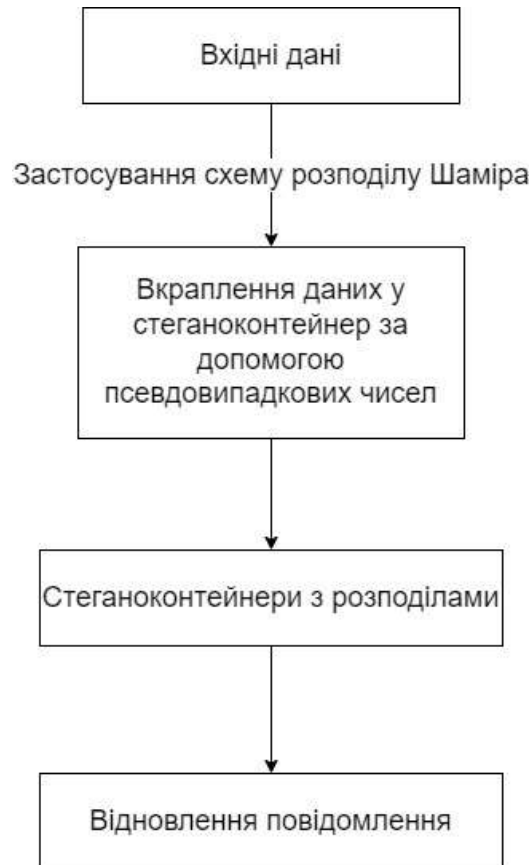 Вхідні дані
Застосування схему розподілу Шаміра
Вкраплення даних у
стеганоконтейнер за
допомогою
псевдовипадкових чисел
Стеганоконтейнери з розподілами
Відновлення повідомлення